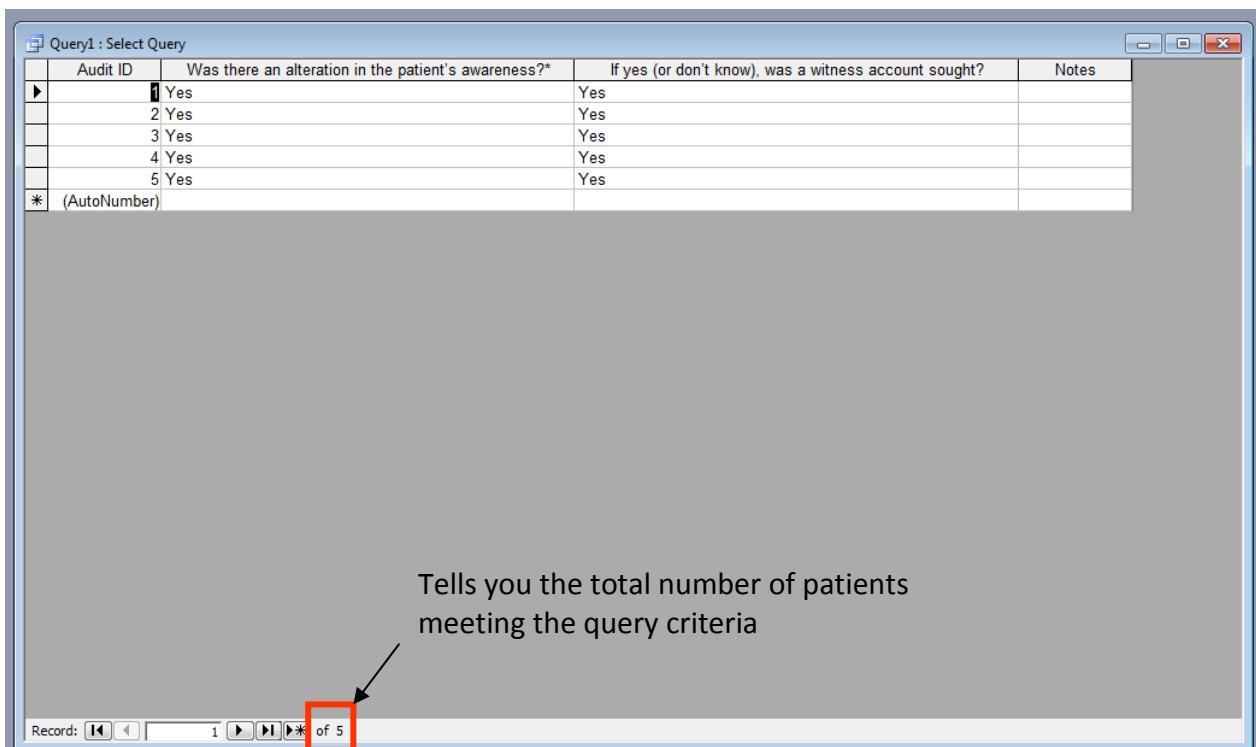 Query1 : Select Query
Audit ID Was there an alteration in the patient's awareness?* If yes (or don't know), was a witness account sought? Notes
1 Yes Yes
2 Yes Yes
3 Yes Yes
4 Yes Yes
5 Yes Yes
(AutoNumber)
Tells you the total number of patients
meeting the query criteria
Record: 1 of 5